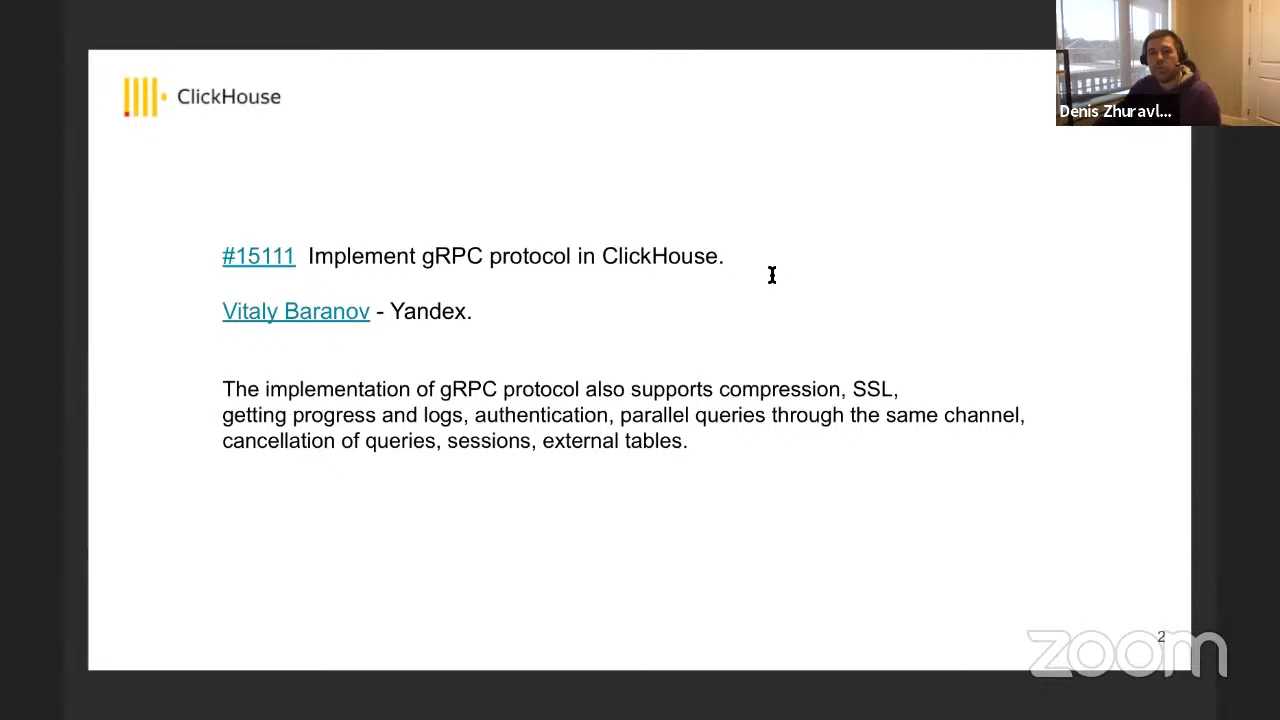 ClickHouse
Denis Zhuravl...
#15111 Implement gRPC protocol in ClickHouse.
Vitaly Baranov - Yandex.
The implementation of gRPC protocol also supports compression, SSL,
getting progress and logs, authentication, parallel queries through the same channel,
cancellation of queries, sessions, external tables.
2
zoom